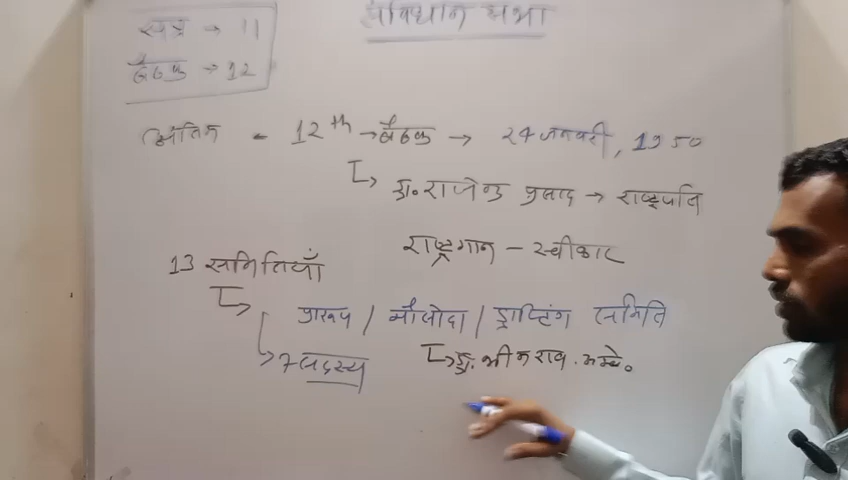 संविधान सभा
सत्र → 11
बैठक → 12
अंतिम - 12th → बैठक → 24 जनवरी, 1950
डॉ. राजेन्द्र प्रसाद → राष्ट्रपति
राष्ट्रगान - स्वीकार
13 समितियाँ
प्रारूप / मौसोदा / ड्राफ्टिंग समिति
7 सदस्य
डॉ. भीमराव. अम्बे.